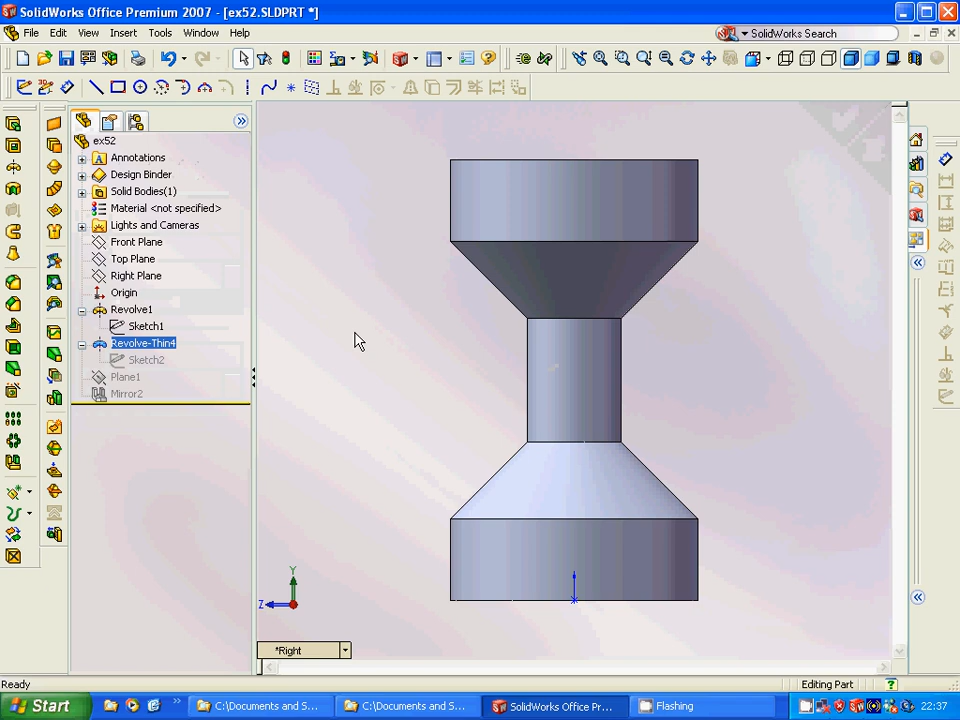 SolidWorks Office Premium 2007 - [ex52.SLDPRT *]
File Edit View Insert Tools Window Help
SolidWorks Search
ex52
Annotations
Design Binder
Solid Bodies(1)
Material <not specified>
Lights and Cameras
Front Plane
Top Plane
Right Plane
Origin
Revolve1
Sketch1
Revolve-Thin4
Sketch2
Plane1
Mirror2
Y
Z
*Right
Ready
Editing Part
Start
C:\Documents and S...
C:\Documents and S...
SolidWorks Office Pr...
Flashing
22:37